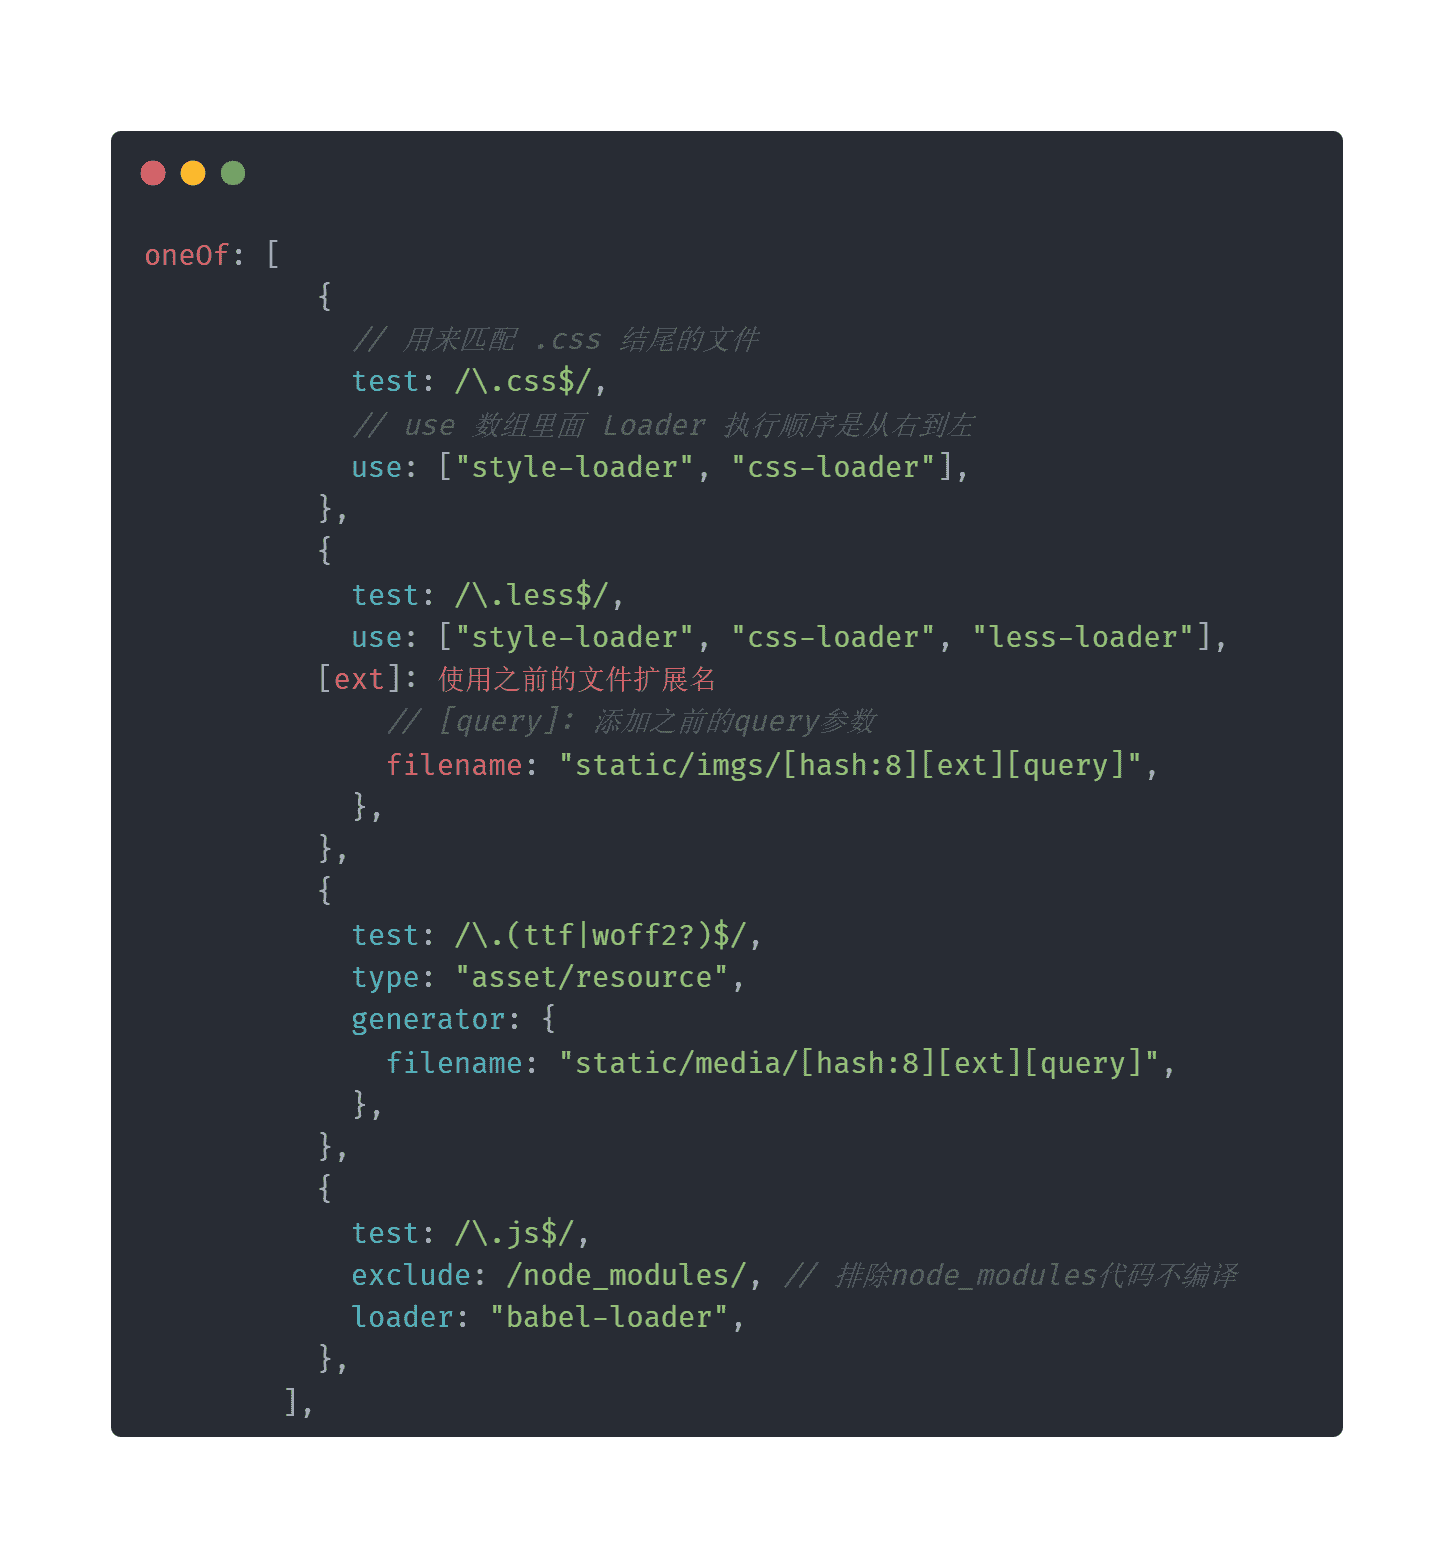 oneOf: [
          {
            // 用来匹配 .css 结尾的文件
            test: /\.css$/,
            // use 数组里面 Loader 执行顺序是从右到左
            use: ["style-loader", "css-loader"],
          },
          {
            test: /\.less$/,
            use: ["style-loader", "css-loader", "less-loader"],
          [ext]: 使用之前的文件扩展名
              // [query]: 添加之前的query参数
              filename: "static/imgs/[hash:8][ext][query]",
            },
          },
          {
            test: /\.(ttf|woff2?)$/,
            type: "asset/resource",
            generator: {
              filename: "static/media/[hash:8][ext][query]",
            },
          },
          {
            test: /\.js$/,
            exclude: /node_modules/, // 排除node_modules代码不编译
            loader: "babel-loader",
          },
        ],